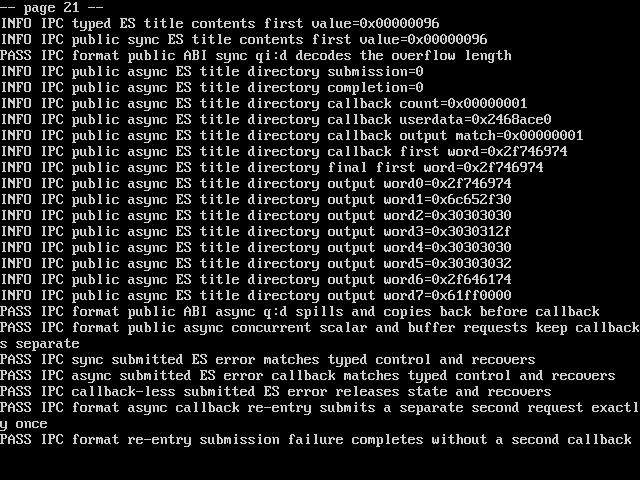 -- page 21 --
INFO IPC typed ES title contents first value=0x00000096
INFO IPC public sync ES title contents first value=0x00000096
PASS IPC format public ABI sync qi:d decodes the overflow length
INFO IPC public async ES title directory submission=0
INFO IPC public async ES title directory completion=0
INFO IPC public async ES title directory callback count=0x00000001
INFO IPC public async ES title directory callback userdata=0x2468ace0
INFO IPC public async ES title directory callback output match=0x00000001
INFO IPC public async ES title directory callback first word=0x2f746974
INFO IPC public async ES title directory final first word=0x2f746974
INFO IPC public async ES title directory output word0=0x2f746974
INFO IPC public async ES title directory output word1=0x6c652f30
INFO IPC public async ES title directory output word2=0x30303030
INFO IPC public async ES title directory output word3=0x3030312f
INFO IPC public async ES title directory output word4=0x30303030
INFO IPC public async ES title directory output word5=0x30303032
INFO IPC public async ES title directory output word6=0x2f646174
INFO IPC public async ES title directory output word7=0x61ff0000
PASS IPC format public ABI async q:d spills and copies back before callback
PASS IPC format public async concurrent scalar and buffer requests keep callback
s separate
PASS IPC sync submitted ES error matches typed control and recovers
PASS IPC async submitted ES error callback matches typed control and recovers
PASS IPC callback-less submitted ES error releases state and recovers
PASS IPC format async callback re-entry submits a separate second request exactl
y once
PASS IPC format re-entry submission failure completes without a second callback